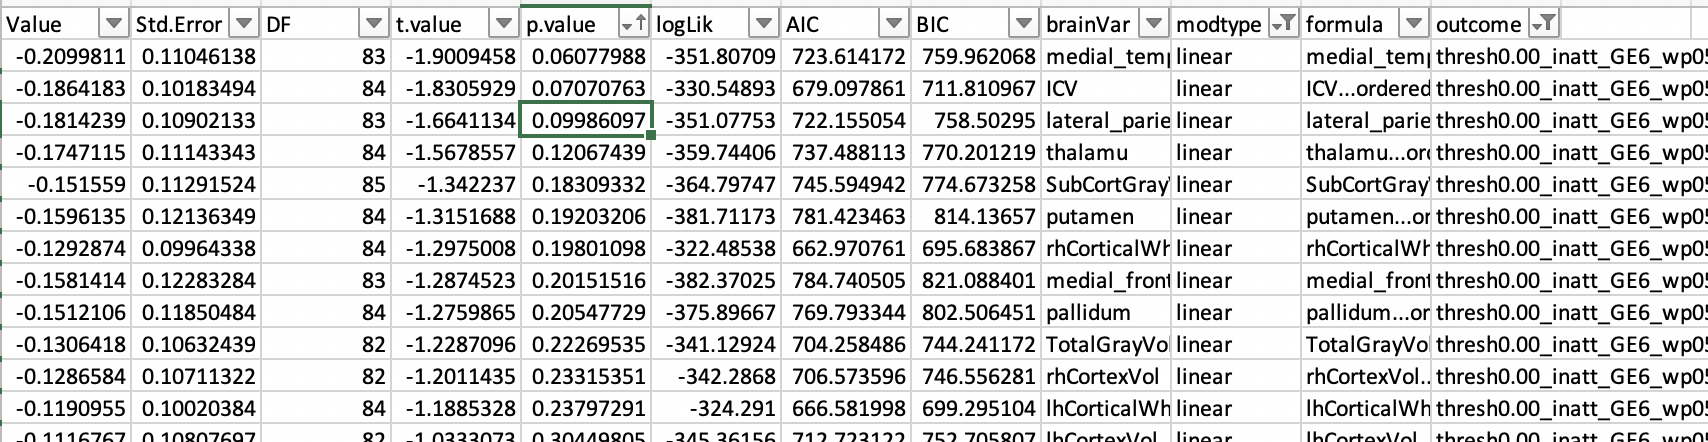 Value Std.Error DF t.value p.value logLik AIC BIC brainVar modtype formula outcome
-0.2099811 0.11046138 83 -1.9009458 0.06077988 -351.80709 723.614172 759.962068 medial_temp linear medial_temp thresh0.00_inatt_GE6_wp05
-0.1864183 0.10183494 84 -1.8305929 0.07070763 -330.54893 679.097861 711.810967 ICV linear ICV...ordered thresh0.00_inatt_GE6_wp05
-0.1814239 0.10902133 83 -1.6641134 0.09986097 -351.07753 722.155054 758.50295 lateral_parie linear lateral_parie thresh0.00_inatt_GE6_wp05
-0.1747115 0.11143343 84 -1.5678557 0.12067439 -359.74406 737.488113 770.201219 thalamu linear thalamu...ord thresh0.00_inatt_GE6_wp05
-0.151559 0.11291524 85 -1.342237 0.18309332 -364.79747 745.594942 774.673258 SubCortGray linear SubCortGray thresh0.00_inatt_GE6_wp05
-0.1596135 0.12136349 84 -1.3151688 0.19203206 -381.71173 781.423463 814.13657 putamen linear putamen...or thresh0.00_inatt_GE6_wp05
-0.1292874 0.09964338 84 -1.2975008 0.19801098 -322.48538 662.970761 695.683867 rhCorticalWh linear rhCorticalWh thresh0.00_inatt_GE6_wp05
-0.1581414 0.12283284 83 -1.2874523 0.20151516 -382.37025 784.740505 821.088401 medial_front linear medial_front thresh0.00_inatt_GE6_wp05
-0.1512106 0.11850484 84 -1.2759865 0.20547729 -375.89667 769.793344 802.506451 pallidum linear pallidum...or thresh0.00_inatt_GE6_wp05
-0.1306418 0.10632439 82 -1.2287096 0.22269535 -341.12924 704.258486 744.241172 TotalGrayVo linear TotalGrayVo thresh0.00_inatt_GE6_wp05
-0.1286584 0.10711322 82 -1.2011435 0.23315351 -342.2868 706.573596 746.556281 rhCortexVol linear rhCortexVol.. thresh0.00_inatt_GE6_wp05
-0.1190955 0.10020384 84 -1.1885328 0.23797291 -324.291 666.581998 699.295104 lhCorticalWh linear lhCorticalWh thresh0.00_inatt_GE6_wp05
-0.1116767 0.10807697 82 -1.0333073 0.30449805 -345.36156 712.723122 752.705807 lhCortexVol linear lhCortexVol thresh0.00_inatt_GE6_wp05